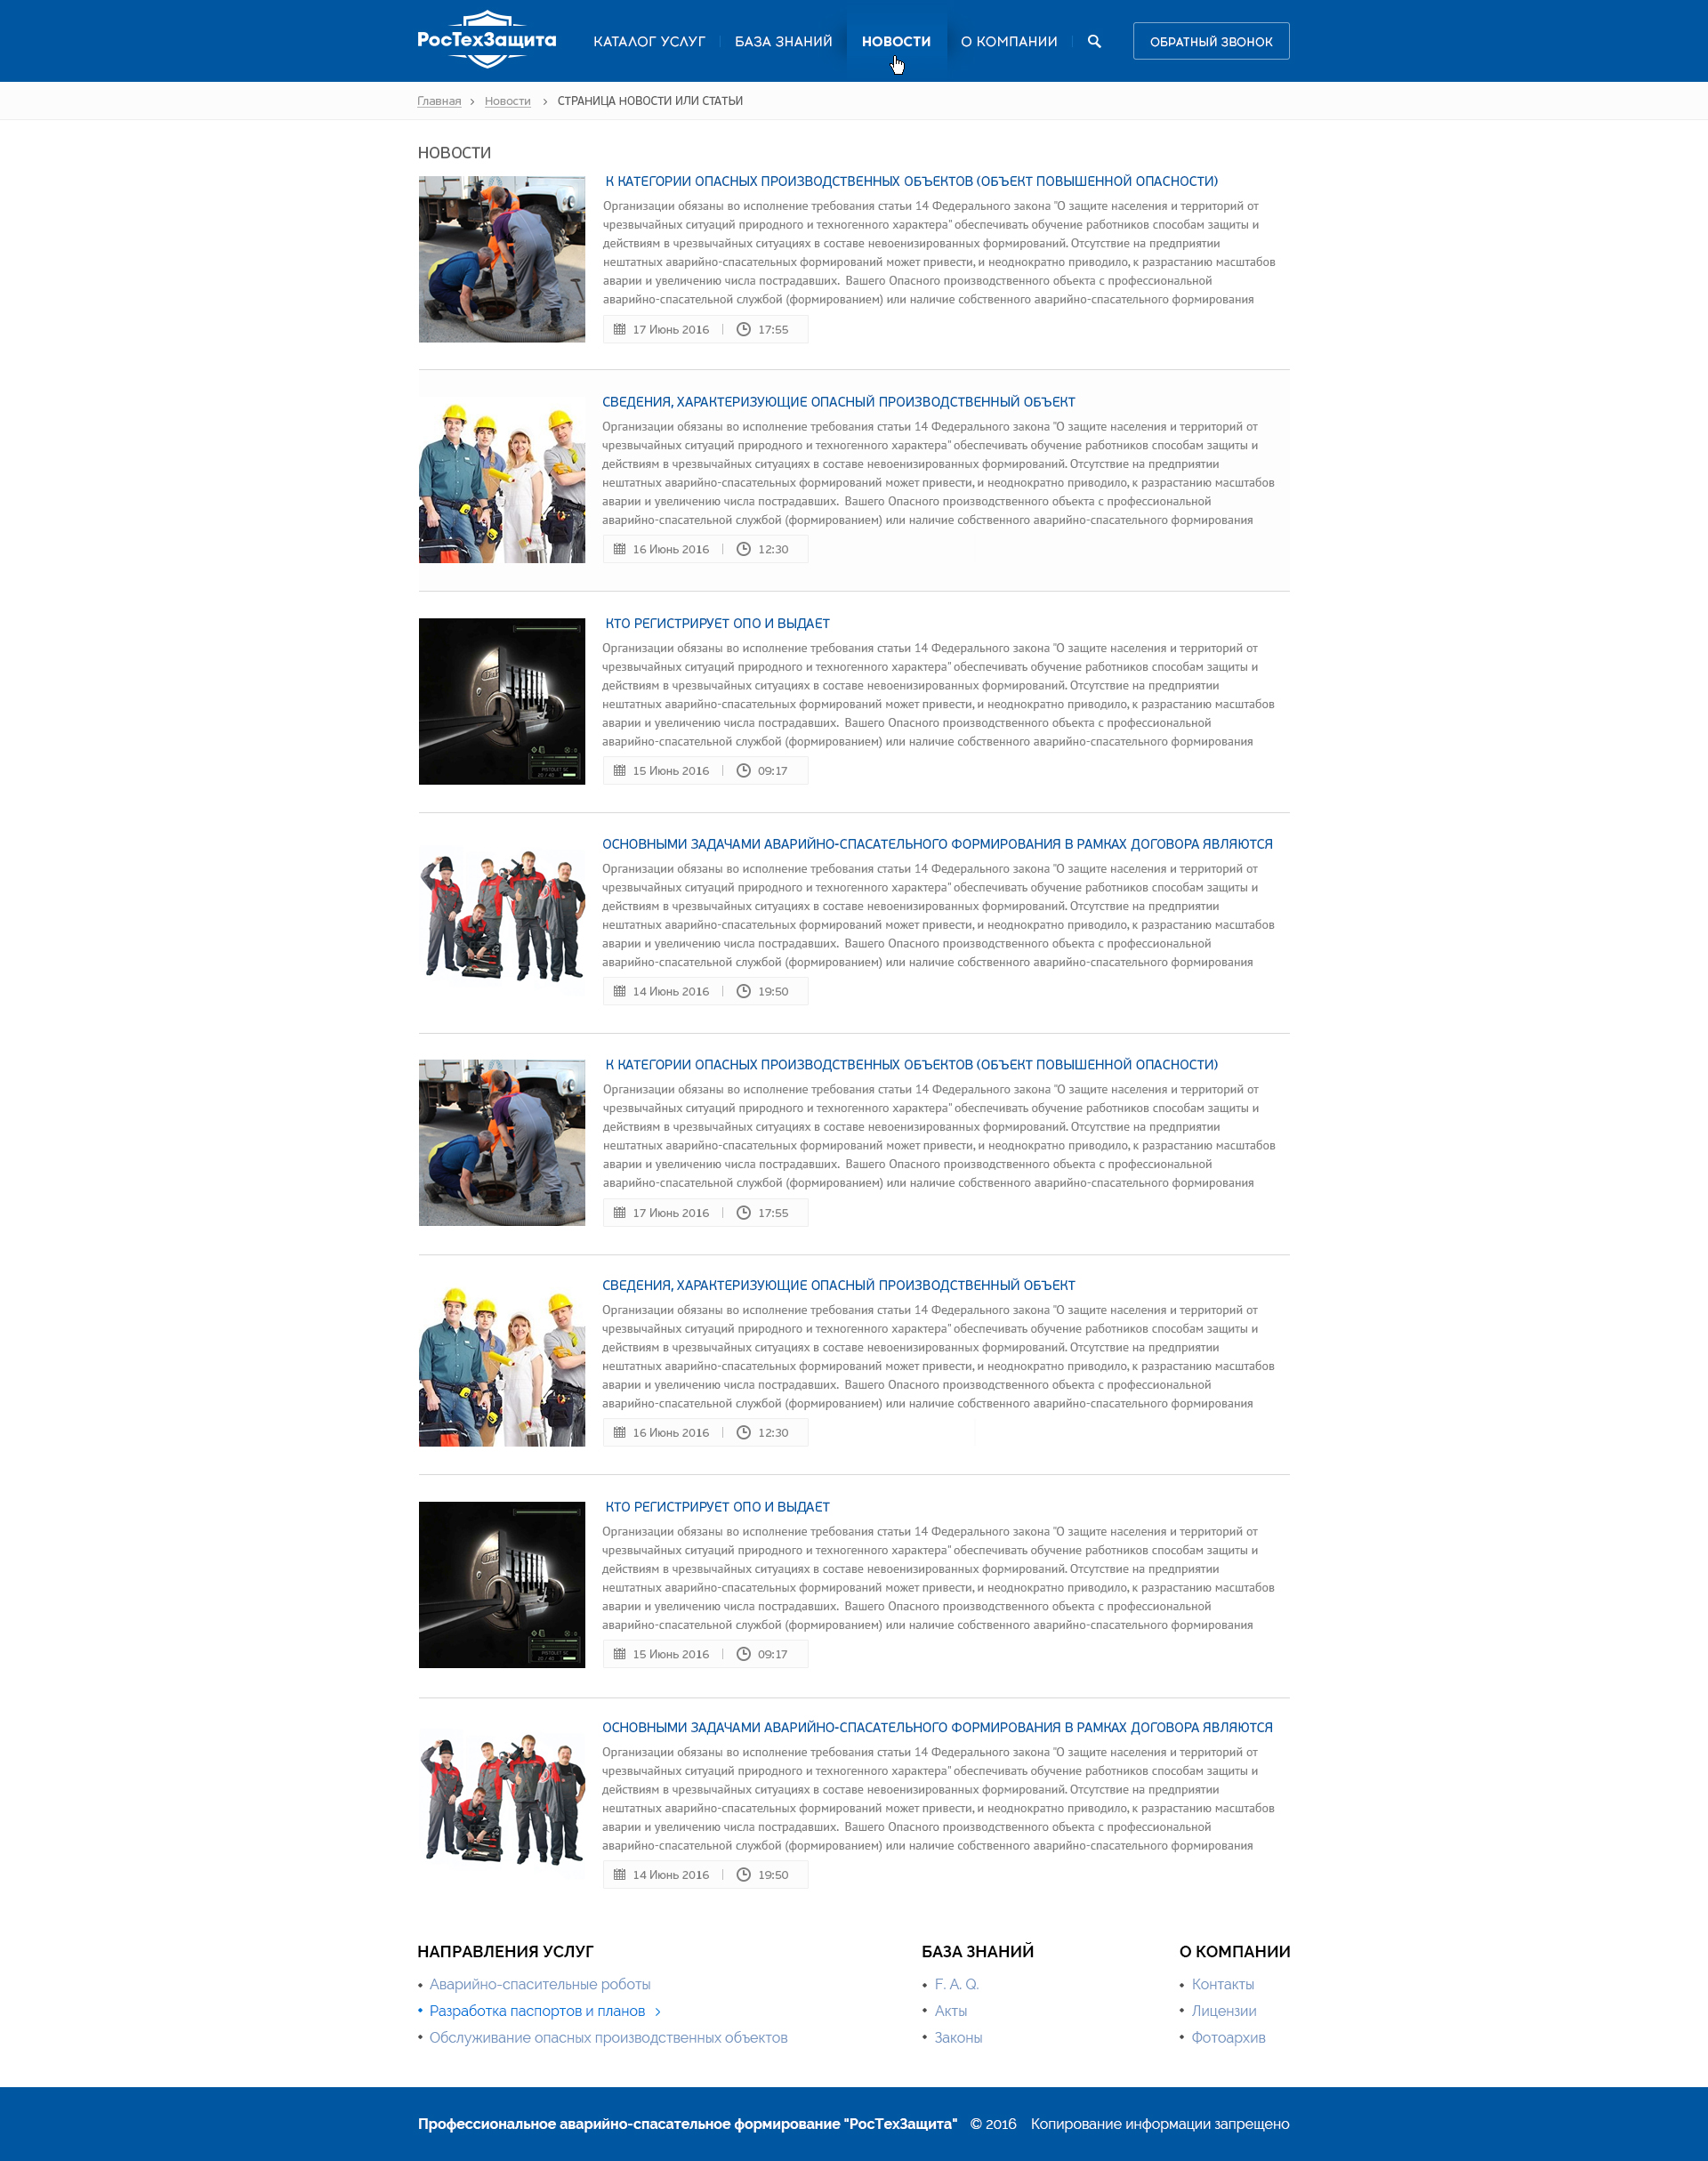 РосТехЗащита
КАТАЛОГ УСЛУГ БАЗА ЗНАНИЙ НОВОСТИ О КОМПАНИИ ОБРАТНЫЙ ЗВОНОК
Главная > Новости > СТРАНИЦА НОВОСТИ ИЛИ СТАТЬИ
НОВОСТИ
К КАТЕГОРИИ ОПАСНЫХ ПРОИЗВОДСТВЕННЫХ ОБЪЕКТОВ (ОБЪЕКТ ПОВЫШЕННОЙ ОПАСНОСТИ)
Организации обязаны во исполнение требования статьи 14 Федерального закона "О защите населения и территорий от
чрезвычайных ситуаций природного и техногенного характера" обеспечивать обучение работников способам защиты и
действиям в чрезвычайных ситуациях в составе невоенизированных формирований. Отсутствие на предприятии
нештатных аварийно-спасательных формирований может привести, и неоднократно приводило, к разрастанию масштабов
аварии и увеличению числа пострадавших. Вашего Опасного производственного объекта с профессиональной
аварийно-спасательной службой (формированием) или наличие собственного аварийно-спасательного формирования
17 Июнь 2016 | 17:55
СВЕДЕНИЯ, ХАРАКТЕРИЗУЮЩИЕ ОПАСНЫЙ ПРОИЗВОДСТВЕННЫЙ ОБЪЕКТ
Организации обязаны во исполнение требования статьи 14 Федерального закона "О защите населения и территорий от
чрезвычайных ситуаций природного и техногенного характера" обеспечивать обучение работников способам защиты и
действиям в чрезвычайных ситуациях в составе невоенизированных формирований. Отсутствие на предприятии
нештатных аварийно-спасательных формирований может привести, и неоднократно приводило, к разрастанию масштабов
аварии и увеличению числа пострадавших. Вашего Опасного производственного объекта с профессиональной
аварийно-спасательной службой (формированием) или наличие собственного аварийно-спасательного формирования
16 Июнь 2016 | 12:30
КТО РЕГИСТРИРУЕТ ОПО И ВЫДАЕТ
Организации обязаны во исполнение требования статьи 14 Федерального закона "О защите населения и территорий от
чрезвычайных ситуаций природного и техногенного характера" обеспечивать обучение работников способам защиты и
действиям в чрезвычайных ситуациях в составе невоенизированных формирований. Отсутствие на предприятии
нештатных аварийно-спасательных формирований может привести, и неоднократно приводило, к разрастанию масштабов
аварии и увеличению числа пострадавших. Вашего Опасного производственного объекта с профессиональной
аварийно-спасательной службой (формированием) или наличие собственного аварийно-спасательного формирования
15 Июнь 2016 | 09:17
ОСНОВНЫМИ ЗАДАЧАМИ АВАРИЙНО-СПАСАТЕЛЬНОГО ФОРМИРОВАНИЯ В РАМКАХ ДОГОВОРА ЯВЛЯЮТСЯ
Организации обязаны во исполнение требования статьи 14 Федерального закона "О защите населения и территорий от
чрезвычайных ситуаций природного и техногенного характера" обеспечивать обучение работников способам защиты и
действиям в чрезвычайных ситуациях в составе невоенизированных формирований. Отсутствие на предприятии
нештатных аварийно-спасательных формирований может привести, и неоднократно приводило, к разрастанию масштабов
аварии и увеличению числа пострадавших. Вашего Опасного производственного объекта с профессиональной
аварийно-спасательной службой (формированием) или наличие собственного аварийно-спасательного формирования
14 Июнь 2016 | 19:50
К КАТЕГОРИИ ОПАСНЫХ ПРОИЗВОДСТВЕННЫХ ОБЪЕКТОВ (ОБЪЕКТ ПОВЫШЕННОЙ ОПАСНОСТИ)
Организации обязаны во исполнение требования статьи 14 Федерального закона "О защите населения и территорий от
чрезвычайных ситуаций природного и техногенного характера" обеспечивать обучение работников способам защиты и
действиям в чрезвычайных ситуациях в составе невоенизированных формирований. Отсутствие на предприятии
нештатных аварийно-спасательных формирований может привести, и неоднократно приводило, к разрастанию масштабов
аварии и увеличению числа пострадавших. Вашего Опасного производственного объекта с профессиональной
аварийно-спасательной службой (формированием) или наличие собственного аварийно-спасательного формирования
17 Июнь 2016 | 17:55
СВЕДЕНИЯ, ХАРАКТЕРИЗУЮЩИЕ ОПАСНЫЙ ПРОИЗВОДСТВЕННЫЙ ОБЪЕКТ
Организации обязаны во исполнение требования статьи 14 Федерального закона "О защите населения и территорий от
чрезвычайных ситуаций природного и техногенного характера" обеспечивать обучение работников способам защиты и
действиям в чрезвычайных ситуациях в составе невоенизированных формирований. Отсутствие на предприятии
нештатных аварийно-спасательных формирований может привести, и неоднократно приводило, к разрастанию масштабов
аварии и увеличению числа пострадавших. Вашего Опасного производственного объекта с профессиональной
аварийно-спасательной службой (формированием) или наличие собственного аварийно-спасательного формирования
16 Июнь 2016 | 12:30
КТО РЕГИСТРИРУЕТ ОПО И ВЫДАЕТ
Организации обязаны во исполнение требования статьи 14 Федерального закона "О защите населения и территорий от
чрезвычайных ситуаций природного и техногенного характера" обеспечивать обучение работников способам защиты и
действиям в чрезвычайных ситуациях в составе невоенизированных формирований. Отсутствие на предприятии
нештатных аварийно-спасательных формирований может привести, и неоднократно приводило, к разрастанию масштабов
аварии и увеличению числа пострадавших. Вашего Опасного производственного объекта с профессиональной
аварийно-спасательной службой (формированием) или наличие собственного аварийно-спасательного формирования
15 Июнь 2016 | 09:17
ОСНОВНЫМИ ЗАДАЧАМИ АВАРИЙНО-СПАСАТЕЛЬНОГО ФОРМИРОВАНИЯ В РАМКАХ ДОГОВОРА ЯВЛЯЮТСЯ
Организации обязаны во исполнение требования статьи 14 Федерального закона "О защите населения и территорий от
чрезвычайных ситуаций природного и техногенного характера" обеспечивать обучение работников способам защиты и
действиям в чрезвычайных ситуациях в составе невоенизированных формирований. Отсутствие на предприятии
нештатных аварийно-спасательных формирований может привести, и неоднократно приводило, к разрастанию масштабов
аварии и увеличению числа пострадавших. Вашего Опасного производственного объекта с профессиональной
аварийно-спасательной службой (формированием) или наличие собственного аварийно-спасательного формирования
14 Июнь 2016 | 19:50
НАПРАВЛЕНИЯ УСЛУГ
Аварийно-спасительные роботы
Разработка паспортов и планов >
Обслуживание опасных производственных объектов
БАЗА ЗНАНИЙ
F. A. Q.
Акты
Законы
О КОМПАНИИ
Контакты
Лицензии
Фотоархив
Профессиональное аварийно-спасательное формирование "РосТехЗащита" © 2016 Копирование информации запрещено